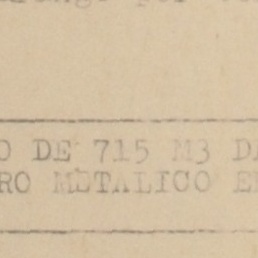 O DE 715 M3 D
RO METALICO E